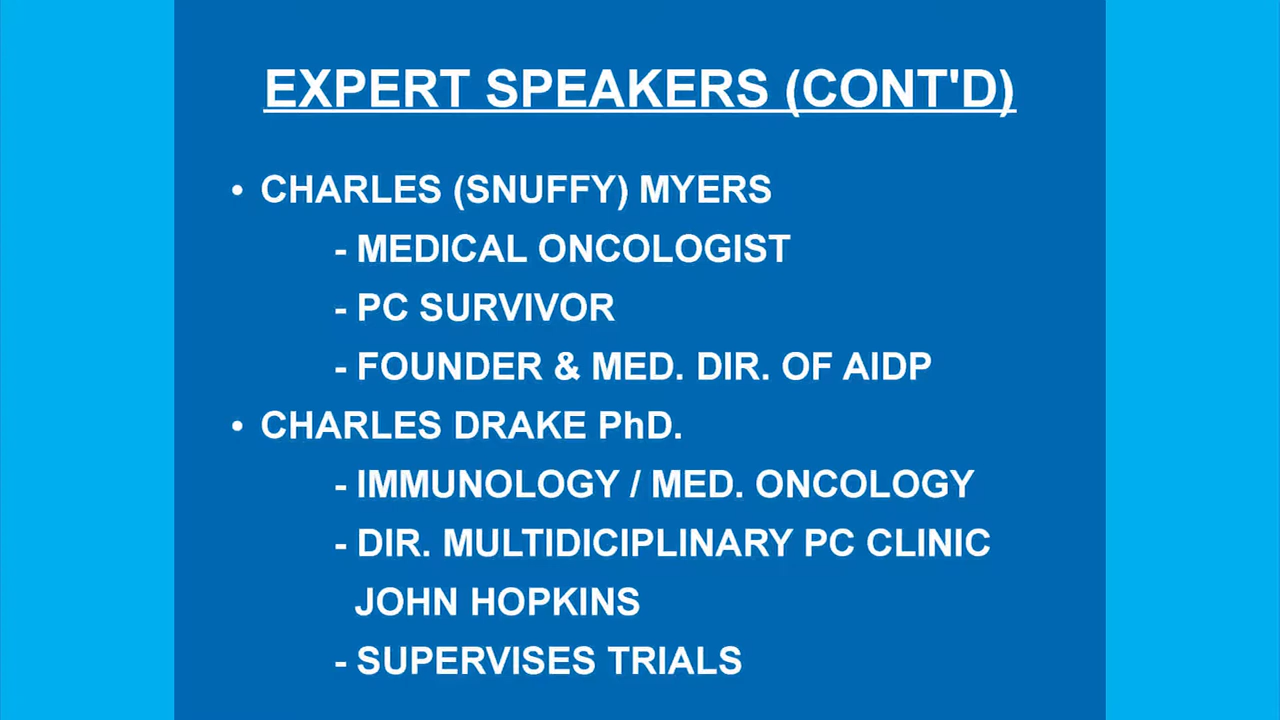 EXPERT SPEAKERS (CONT'D)
• CHARLES (SNUFFY) MYERS
- MEDICAL ONCOLOGIST
- PC SURVIVOR
- FOUNDER & MED. DIR. OF AIDP
• CHARLES DRAKE PhD.
- IMMUNOLOGY / MED. ONCOLOGY
- DIR. MULTIDICIPLINARY PC CLINIC
JOHN HOPKINS
- SUPERVISES TRIALS